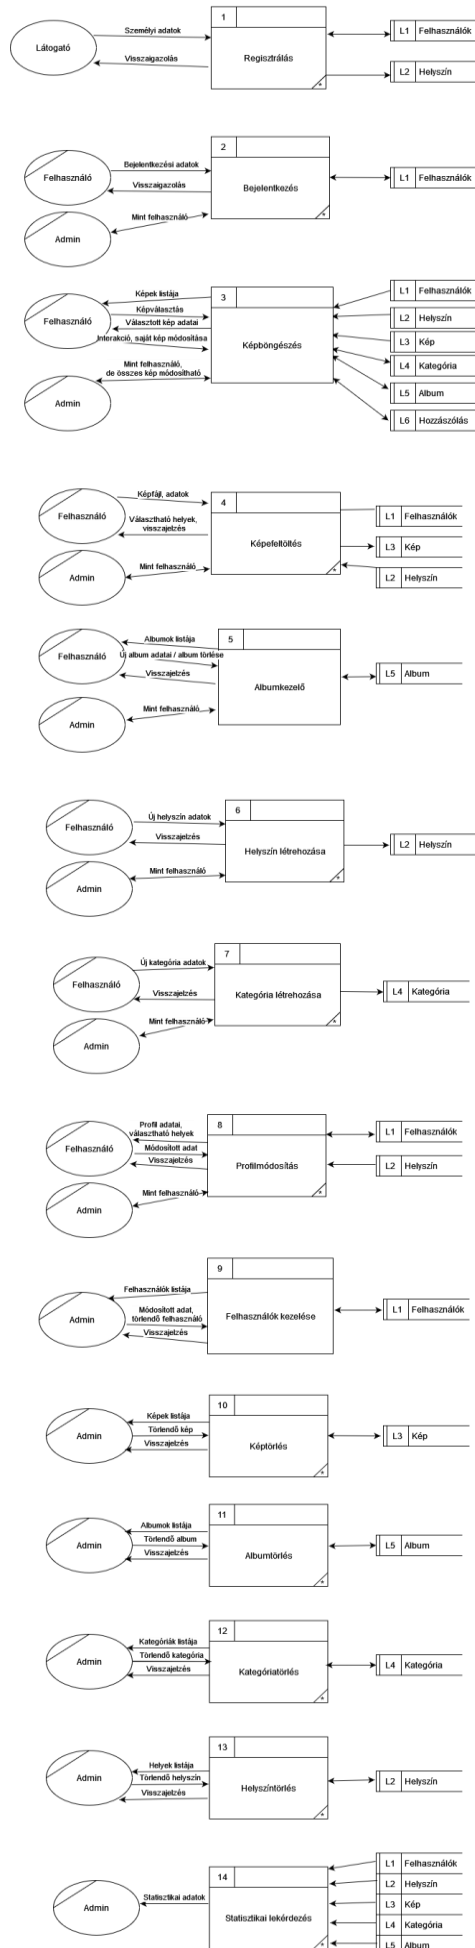 1
Személyi adatok
L1 Felhasználók
Látogató
Visszaigazolás
Regisztrálás
L2 Helyszín
*
2
Bejelentkezési adatok
Felhasználó
Visszaigazolás
Bejelentkezés
L1 Felhasználók
Mint felhasználó
Admin
*
3
Képek listája
L1 Felhasználók
Képválasztás
Felhasználó
Választott kép adatai
Interakció, saját kép módosítása
Képböngészés
L2 Helyszín
L3 Kép
L4 Kategória
Mint felhasználó,
de összes kép módosítható
Admin
L5 Album
L6 Hozzászólás
4
Képfájl, adatok
Felhasználó
Választható helyek,
visszajelzés
Képefeltöltés
L1 Felhasználók
L3 Kép
Mint felhasználó
Admin
L2 Helyszín
*
5
Albumok listája
Felhasználó
Új album adatai / album törlése
Visszajelzés
Albumkezelő
L5 Album
Mint felhasználó
Admin
6
Új helyszín adatok
Felhasználó
Visszajelzés
Helyszín létrehozása
L2 Helyszín
Mint felhasználó
Admin
*
7
Új kategória adatok
Felhasználó
Visszajelzés
Kategória létrehozása
L4 Kategória
Mint felhasználó
Admin
*
8
Profil adatai,
választható helyek
L1 Felhasználók
Felhasználó
Módosított adat
Visszajelzés
Profilmódosítás
L2 Helyszín
Mint felhasználó
Admin
*
9
Felhasználók listája
Admin
Módosított adat,
törlendő felhasználó
Visszajelzés
Felhasználók kezelése
L1 Felhasználók
10
Képek listája
Admin
Törlendő kép
Visszajelzés
Képtörlés
L3 Kép
*
11
Albumok listája
Admin
Törlendő album
Visszajelzés
Albumtörlés
L5 Album
*
12
Kategóriák listája
Admin
Törlendő kategória
Visszajelzés
Kategóriatörlés
L4 Kategória
*
13
Helyek listája
Admin
Törlendő helyszín
Visszajelzés
Helyszíntörlés
L2 Helyszín
*
14
Statisztikai adatok
Admin
Statisztikai lekérdezés
L1 Felhasználók
L2 Helyszín
L3 Kép
L4 Kategória
L5 Album
*